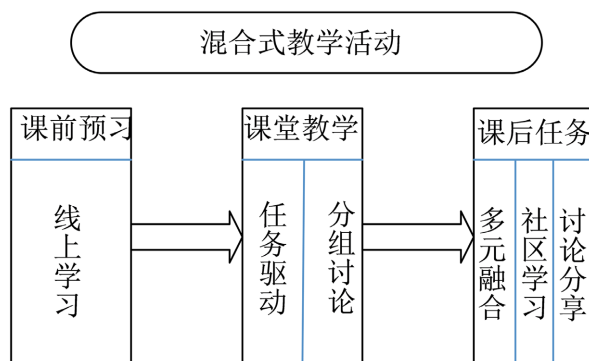 混合式教学活动
课前预习
课堂教学
课后任务
线上学习
任务驱动
分组讨论
多元融合
社区学习
讨论分享